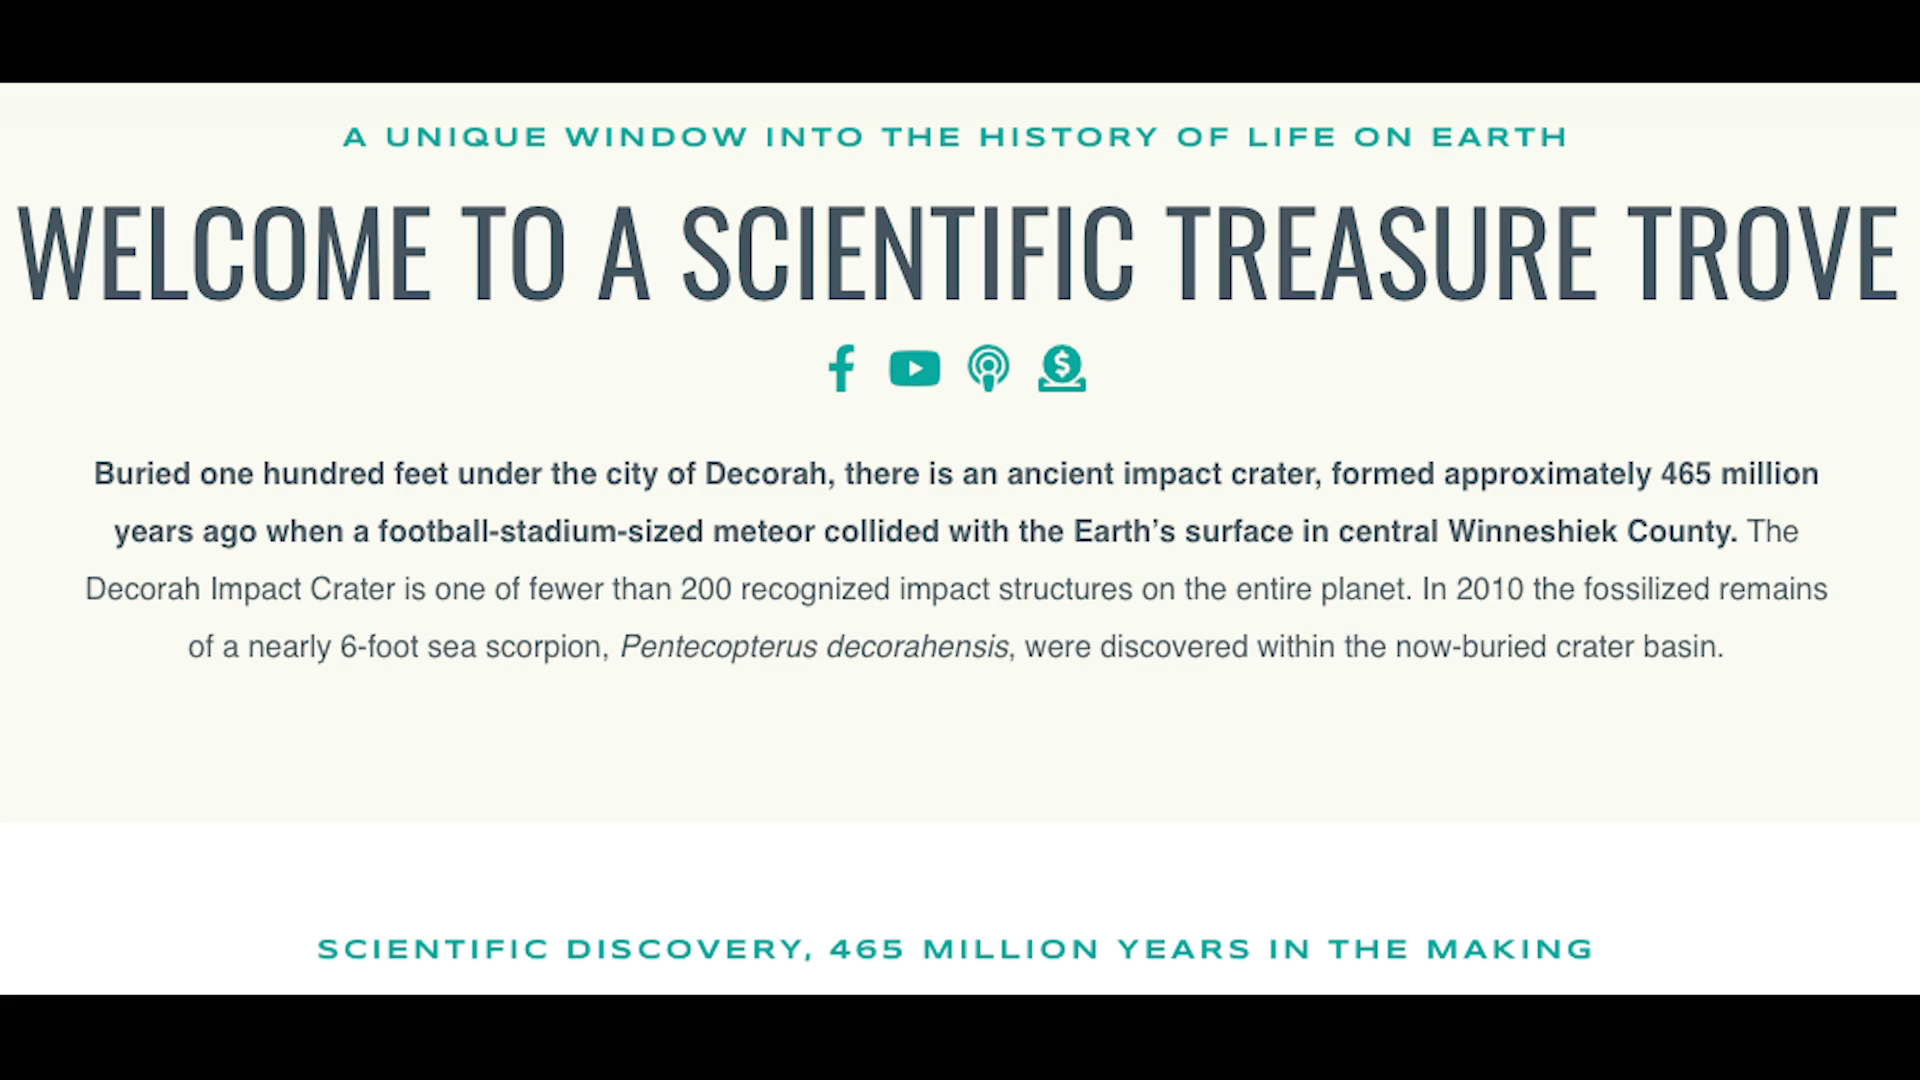 A UNIQUE WINDOW INTO THE HISTORY OF LIFE ON EARTH
WELCOME TO A SCIENTIFIC TREASURE TROVE
Buried one hundred feet under the city of Decorah, there is an ancient impact crater, formed approximately 465 million
years ago when a football-stadium-sized meteor collided with the Earth’s surface in central Winneshiek County. The
Decorah Impact Crater is one of fewer than 200 recognized impact structures on the entire planet. In 2010 the fossilized remains
of a nearly 6-foot sea scorpion, Pentecopterus decorahensis, were discovered within the now-buried crater basin.
SCIENTIFIC DISCOVERY, 465 MILLION YEARS IN THE MAKING